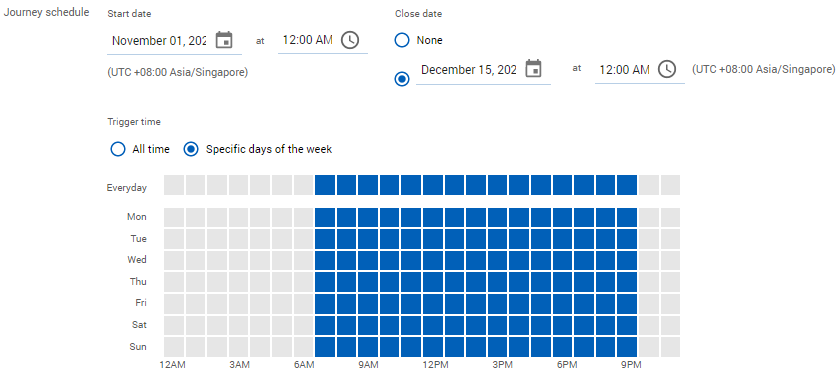 Journey schedule
Start date
Close date
November 01, 202
at
12:00 AM
None
(UTC +08:00 Asia/Singapore)
December 15, 202
at
12:00 AM
(UTC +08:00 Asia/Singapore)
Trigger time
All time
Specific days of the week
Everyday
Mon
Tue
Wed
Thu
Fri
Sat
Sun
12AM 3AM 6AM 9AM 12PM 3PM 6PM 9PM